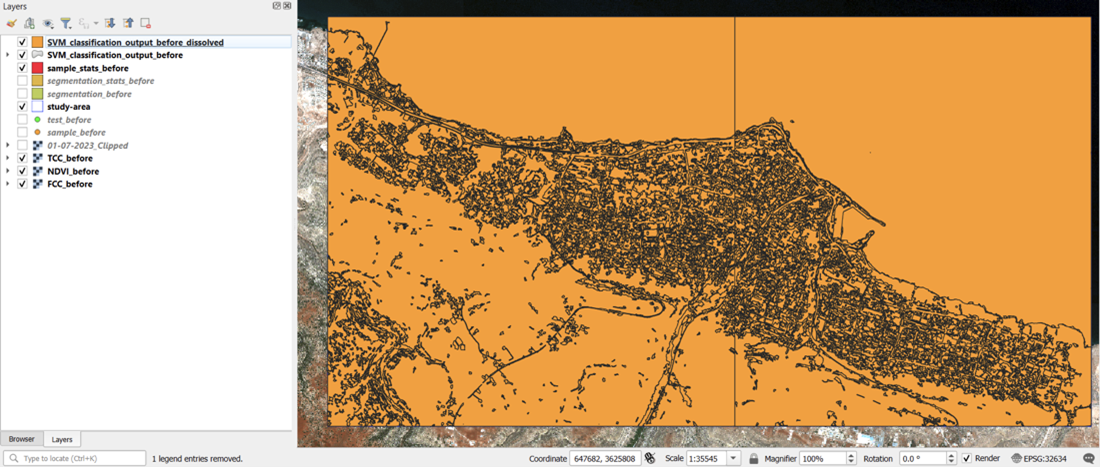 Layers
SVM_classification_output_before_dissolved
SVM_classification_output_before
sample_stats_before
segmentation_stats_before
segmentation_before
study-area
test_before
sample_before
01-07-2023_Clipped
TCC_before
NDVI_before
FCC_before
Browser Layers
Type to locate (Ctrl+K) 1 legend entries removed. Coordinate 647682, 3625808 Scale 1:35545 Magnifier 100% Rotation 0.0 ° Render EPSG:32634